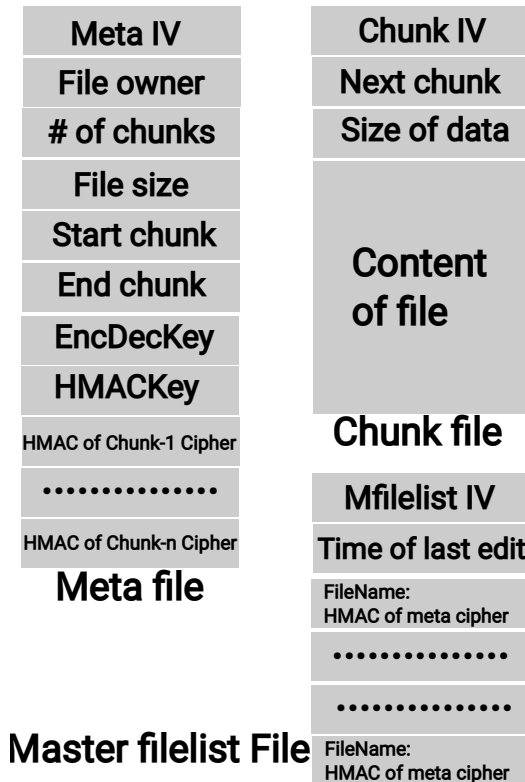 Meta IV
File owner
# of chunks
File size
Start chunk
End chunk
EncDecKey
HMACKey
HMAC of Chunk-1 Cipher
...............
HMAC of Chunk-n Cipher
Meta file
Chunk IV
Next chunk
Size of data
Content
of file
Chunk file
Mfilelist IV
Time of last edit
FileName:
HMAC of meta cipher
...............
...............
FileName:
HMAC of meta cipher
Master filelist File